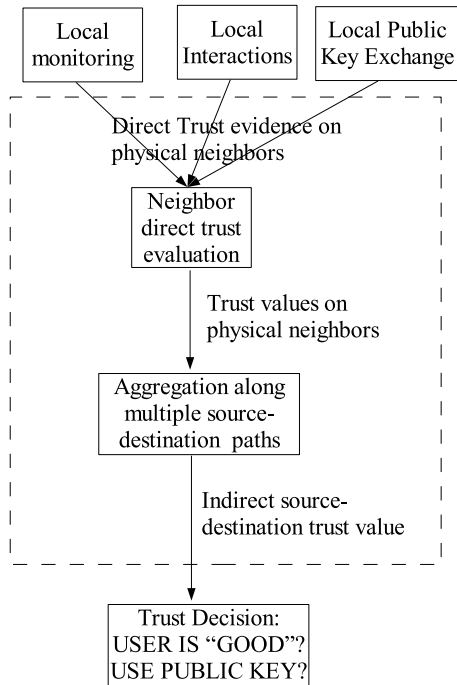 Local
monitoring
Local
Interactions
Local Public
Key Exchange
Direct Trust evidence on
physical neighbors
Neighbor
direct trust
evaluation
Trust values on
physical neighbors
Aggregation along
multiple source-
destination paths
Indirect source-
destination trust value
Trust Decision:
USER IS “GOOD”?
USE PUBLIC KEY?